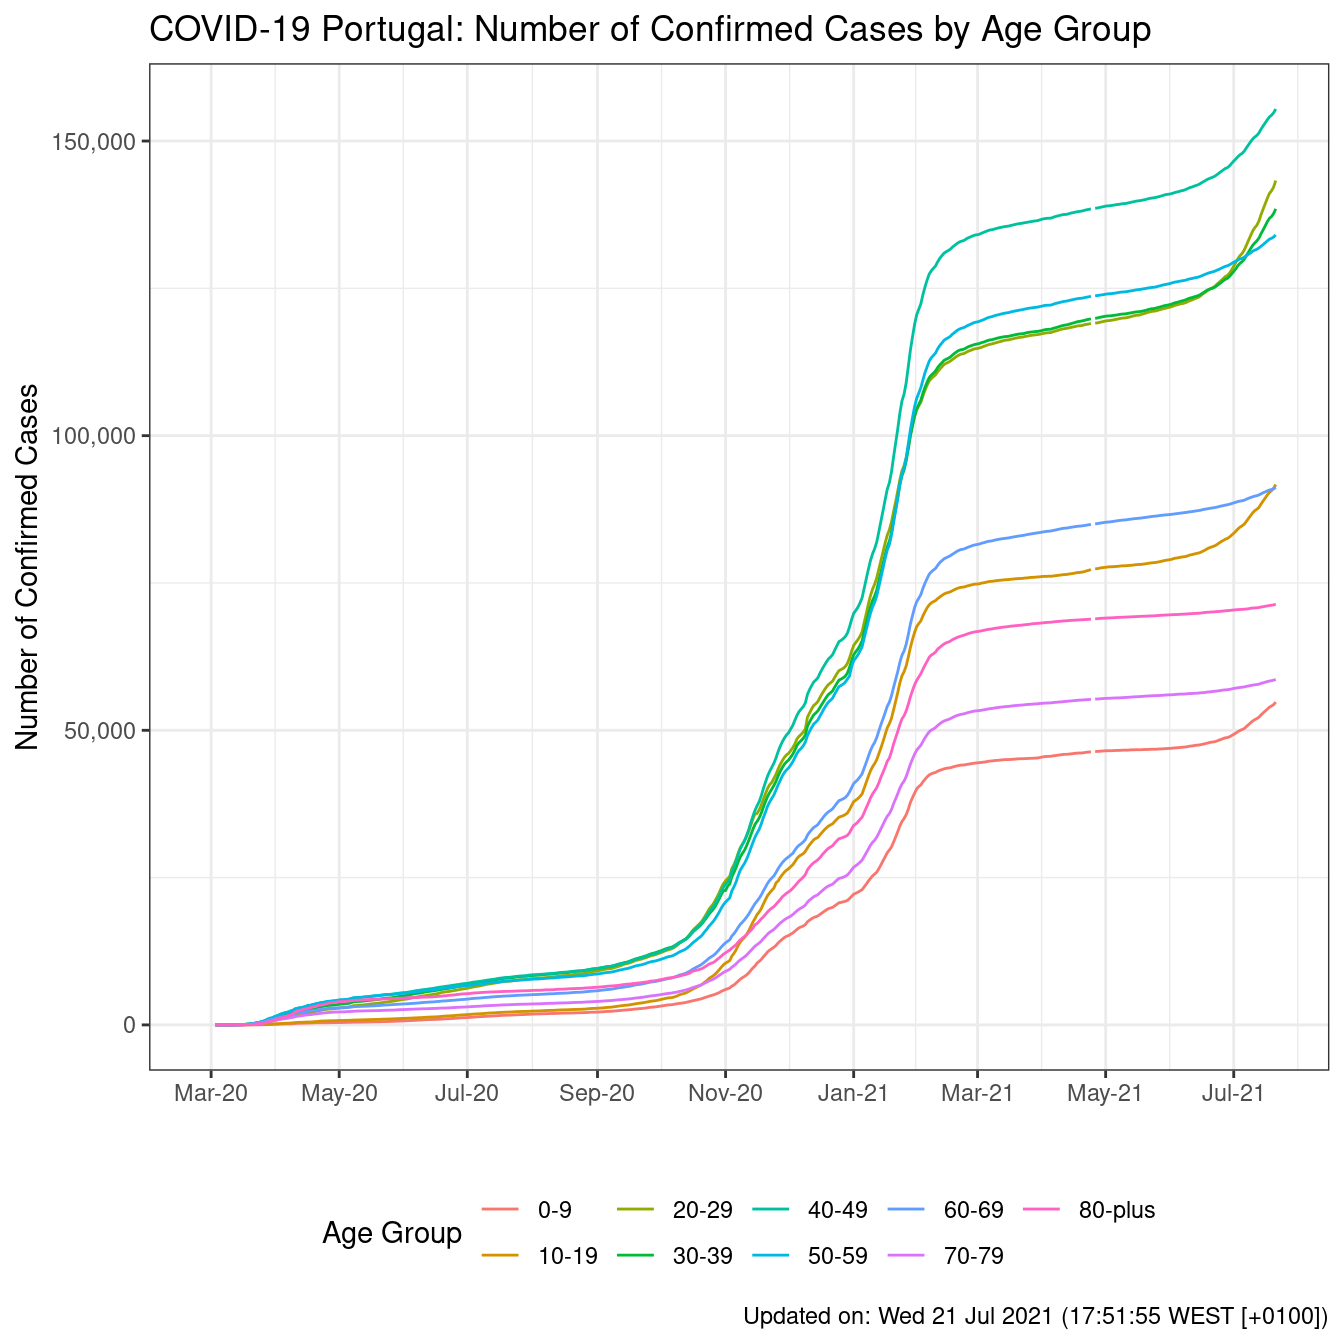 COVID-19 Portugal: Number of Confirmed Cases by Age Group
Number of Confirmed Cases
150,000
100,000
50,000
0
Mar-20 May-20 Jul-20 Sep-20 Nov-20 Jan-21 Mar-21 May-21 Jul-21
Age Group
0-9 20-29 40-49 60-69 80-plus
10-19 30-39 50-59 70-79
Updated on: Wed 21 Jul 2021 (17:51:55 WEST [+0100])